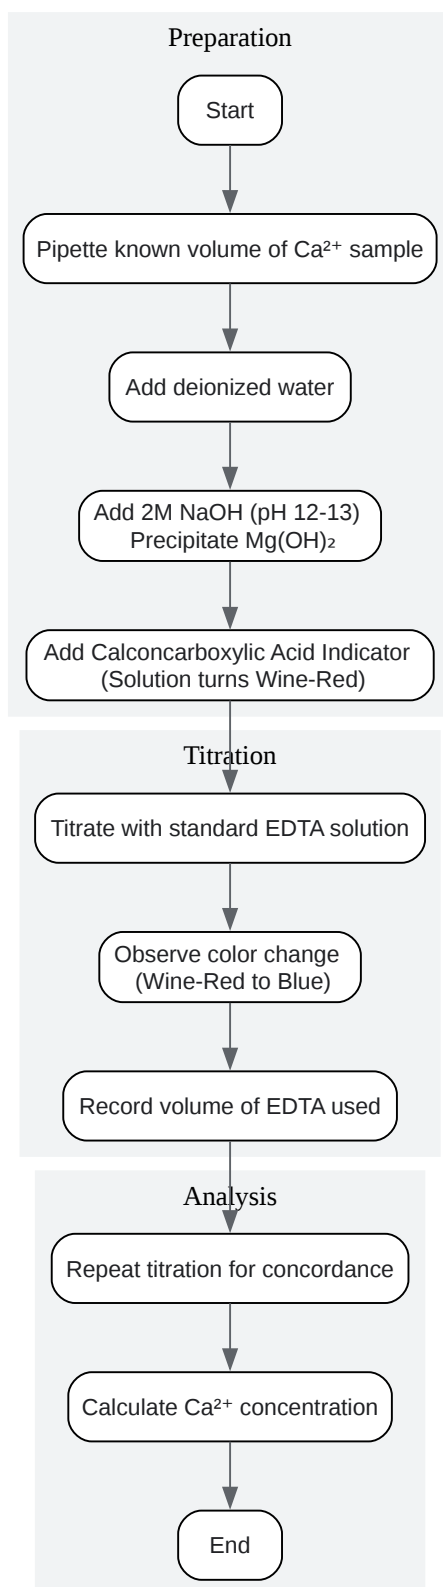 Preparation
Start
Pipette known volume of Ca²⁺ sample
Add deionized water
Add 2M NaOH (pH 12-13)
Precipitate Mg(OH)₂
Add Calconcarboxylic Acid Indicator
(Solution turns Wine-Red)
Titration
Titrate with standard EDTA solution
Observe color change
(Wine-Red to Blue)
Record volume of EDTA used
Analysis
Repeat titration for concordance
Calculate Ca²⁺ concentration
End